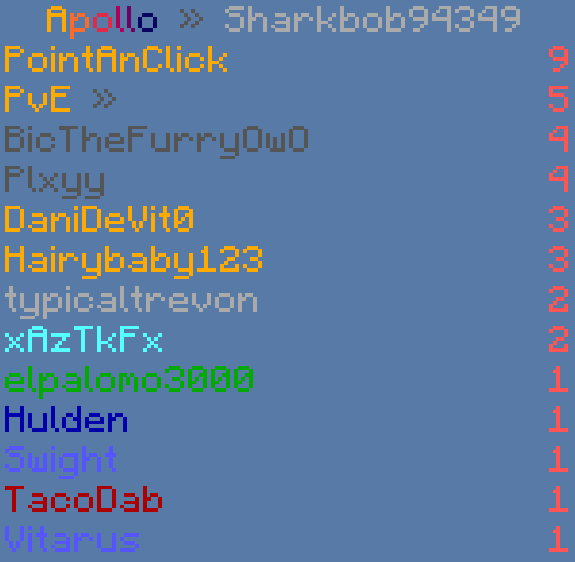 Apollo » Sharkbob94349
PointAnClick 9
PvE » 5
BicTheFurryOwO 4
Plxyy 4
DaniDeVit0 3
Hairybaby123 3
typicaltrevon 2
xAzTkFx 2
elpalomo3000 1
Hulden 1
Swight 1
TacoDab 1
Vitarus 1